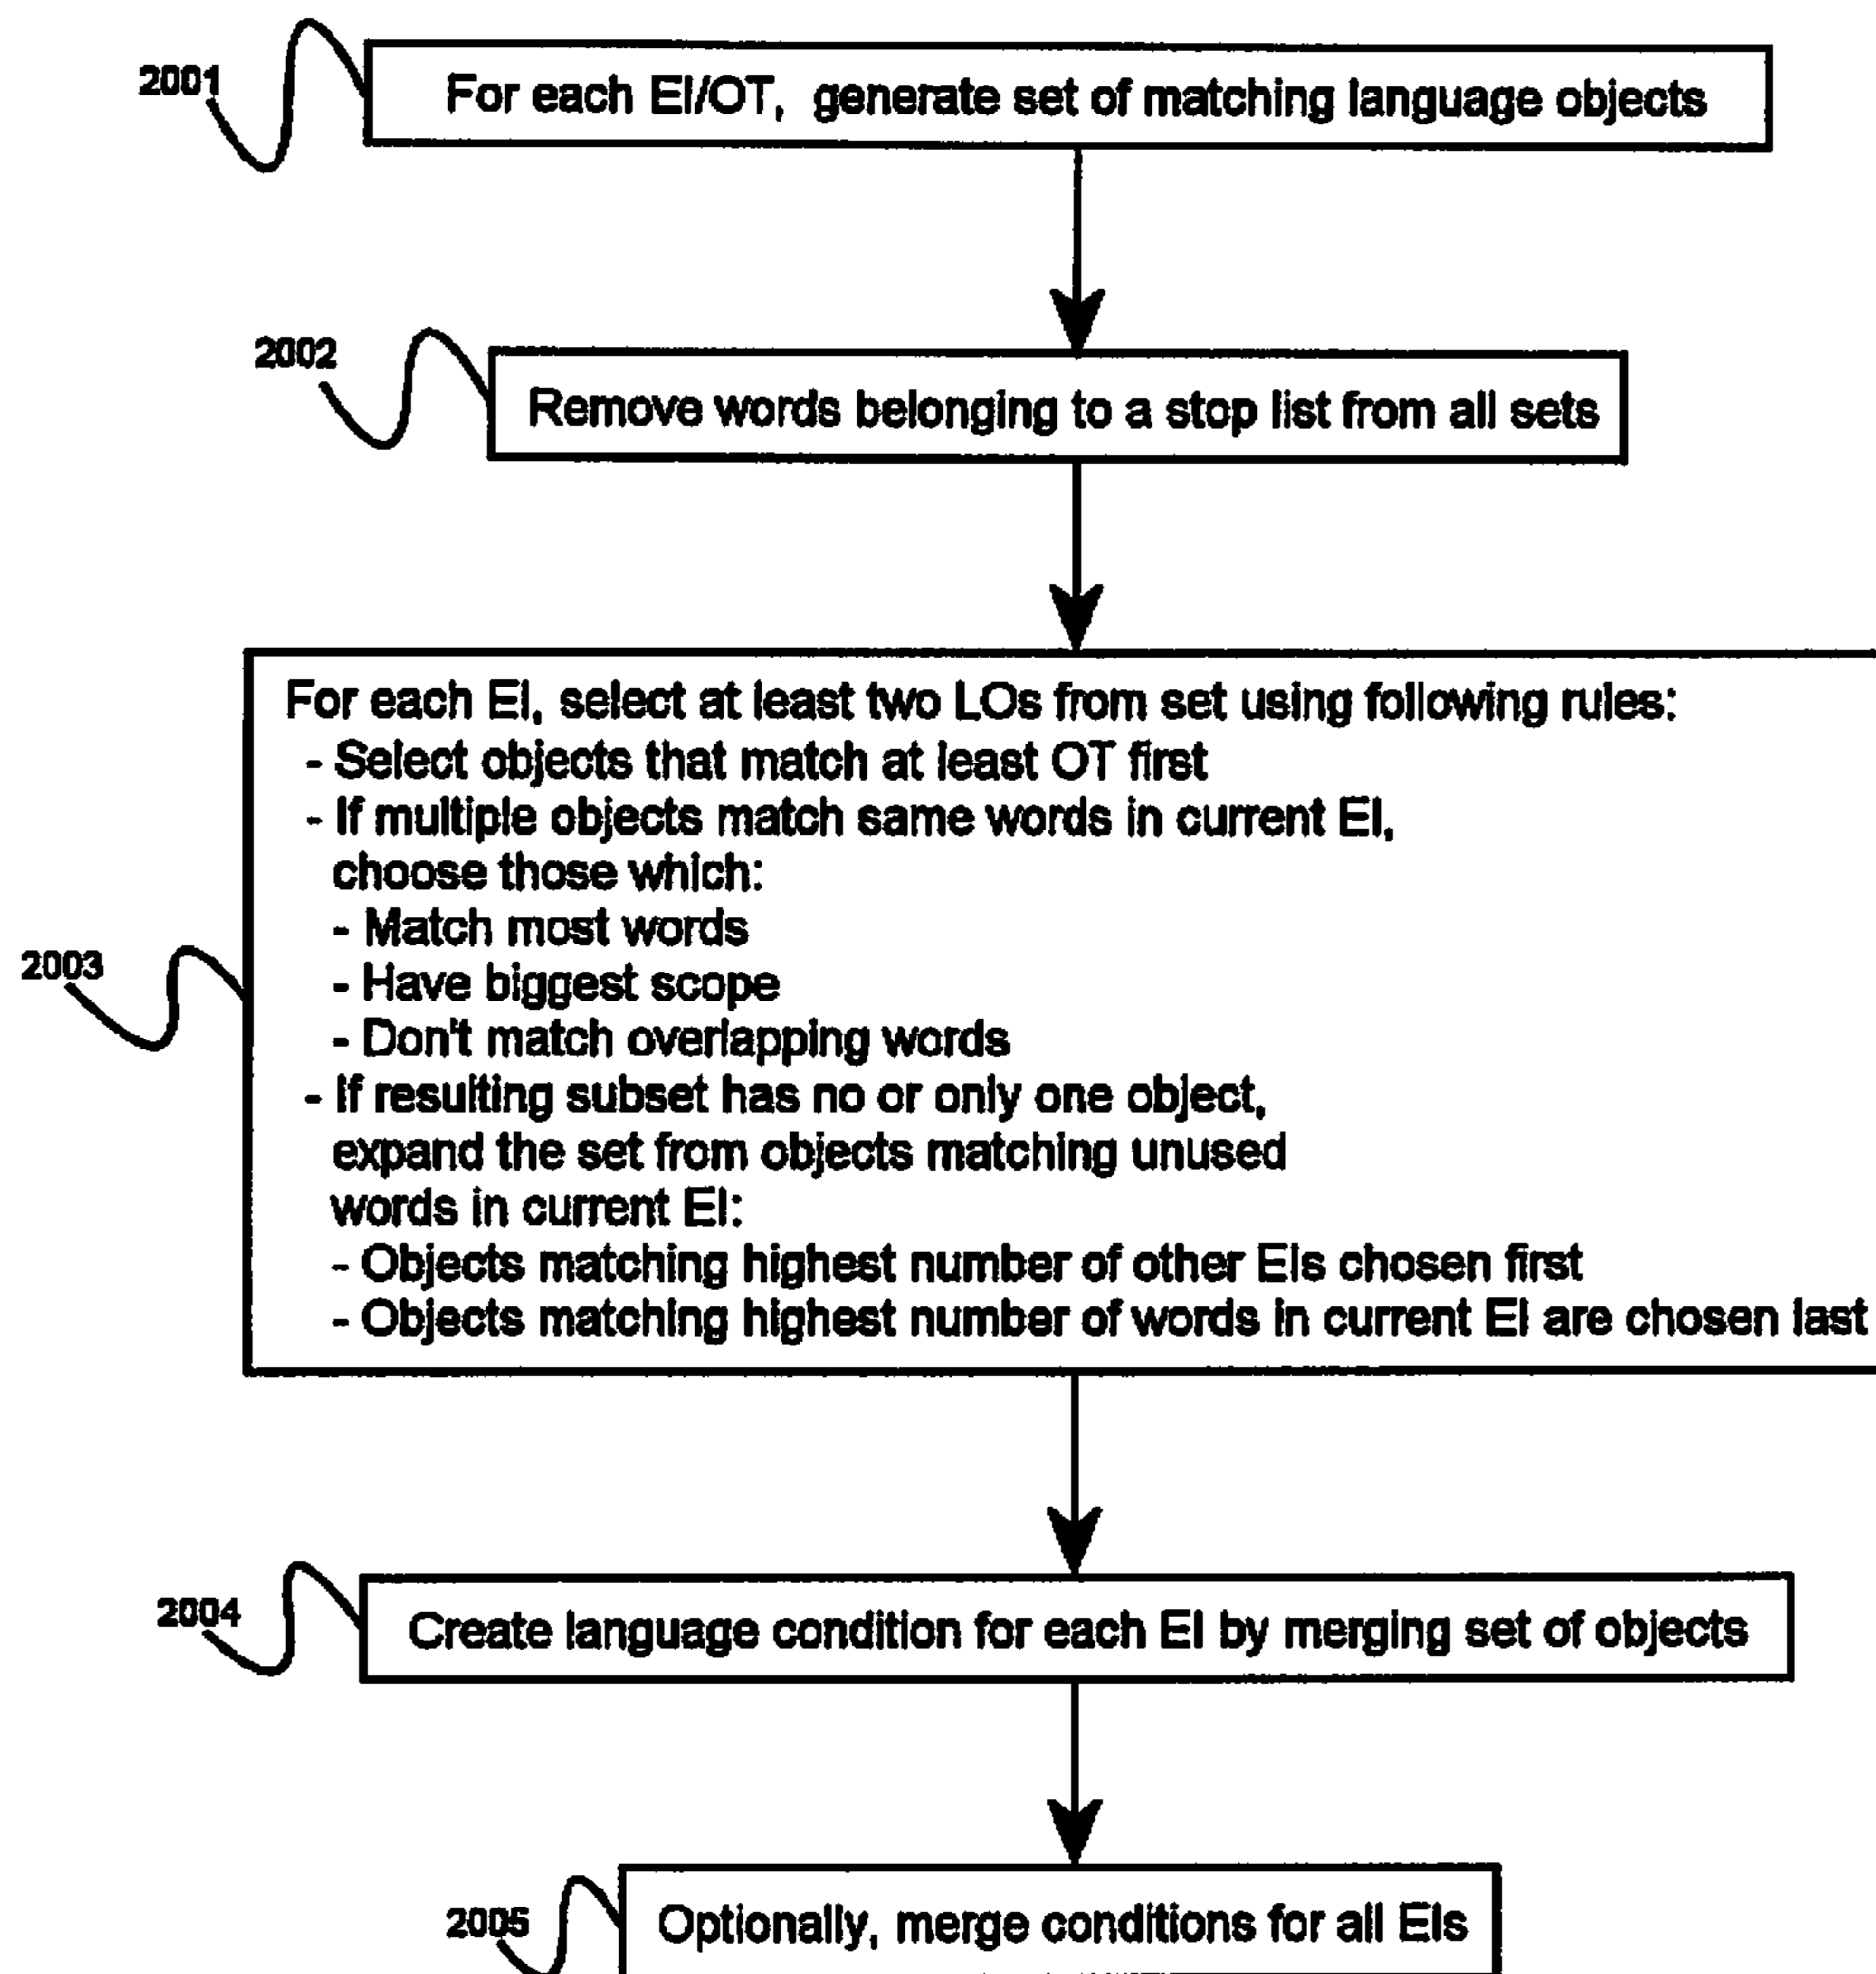 2001
For each EI/OT, generate set of matching language objects
2002
Remove words belonging to a stop list from all sets
2003
For each EI, select at least two LOs from set using following rules:
- Select objects that match at least OT first
- If multiple objects match same words in current EI,
choose those which:
- Match most words
- Have biggest scope
- Don't match overlapping words
- If resulting subset has no or only one object,
expand the set from objects matching unused
words in current EI:
- Objects matching highest number of other EIs chosen first
- Objects matching highest number of words in current EI are chosen last
2004
Create language condition for each EI by merging set of objects
2005
Optionally, merge conditions for all EIs